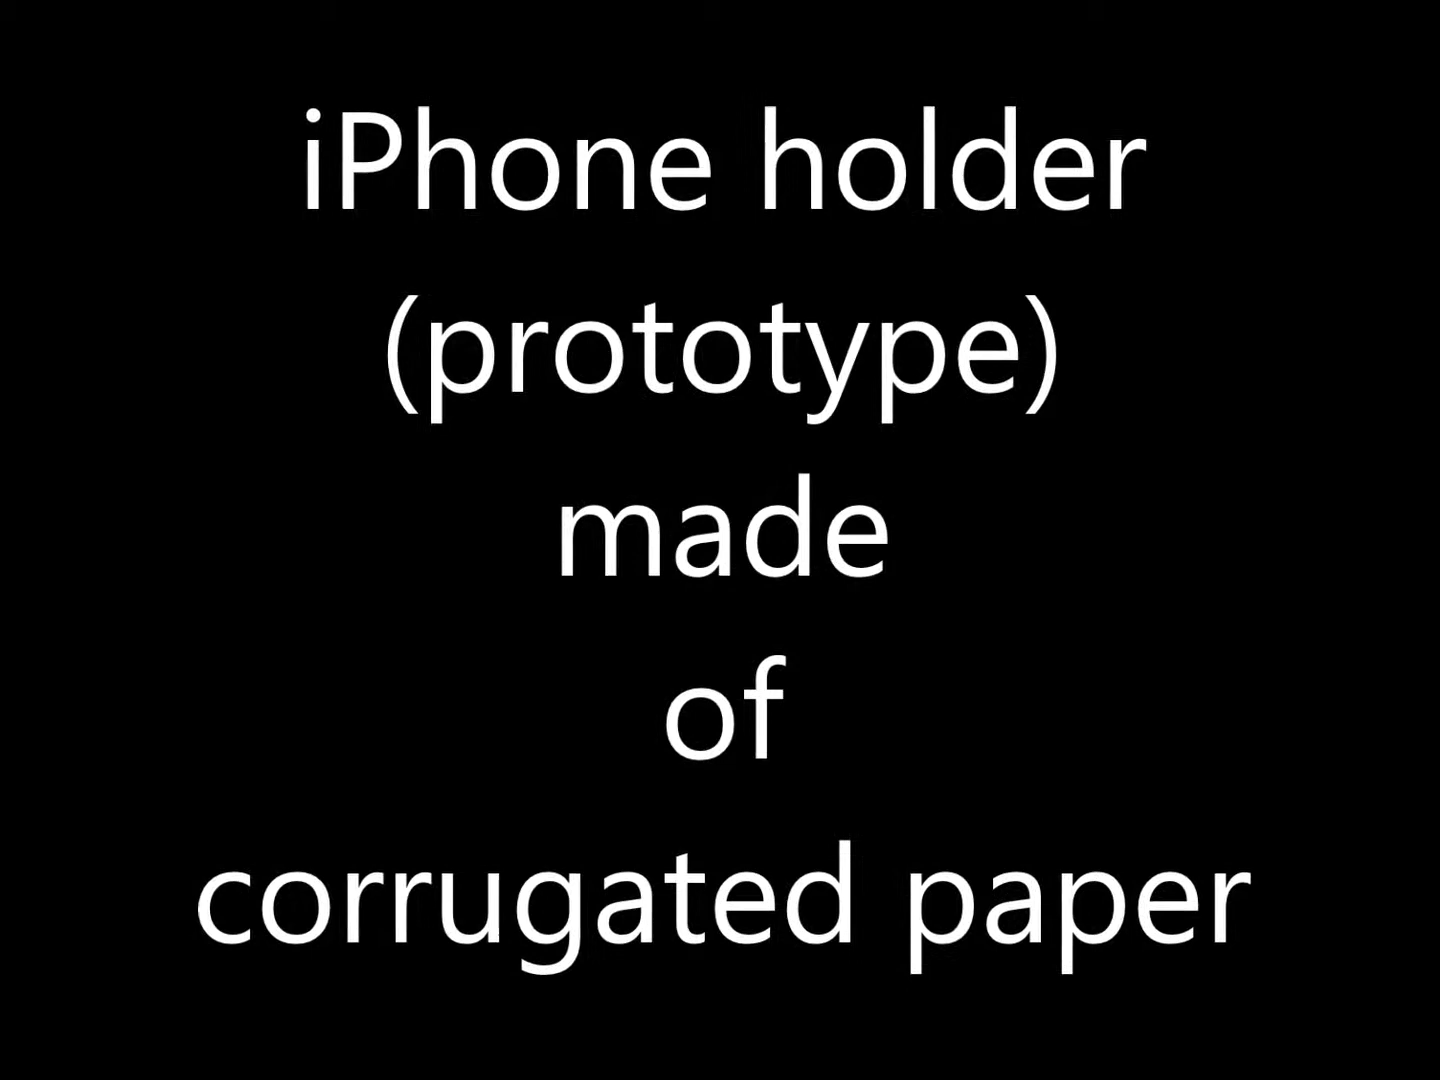 iPhone holder
(prototype)
made
of
corrugated paper